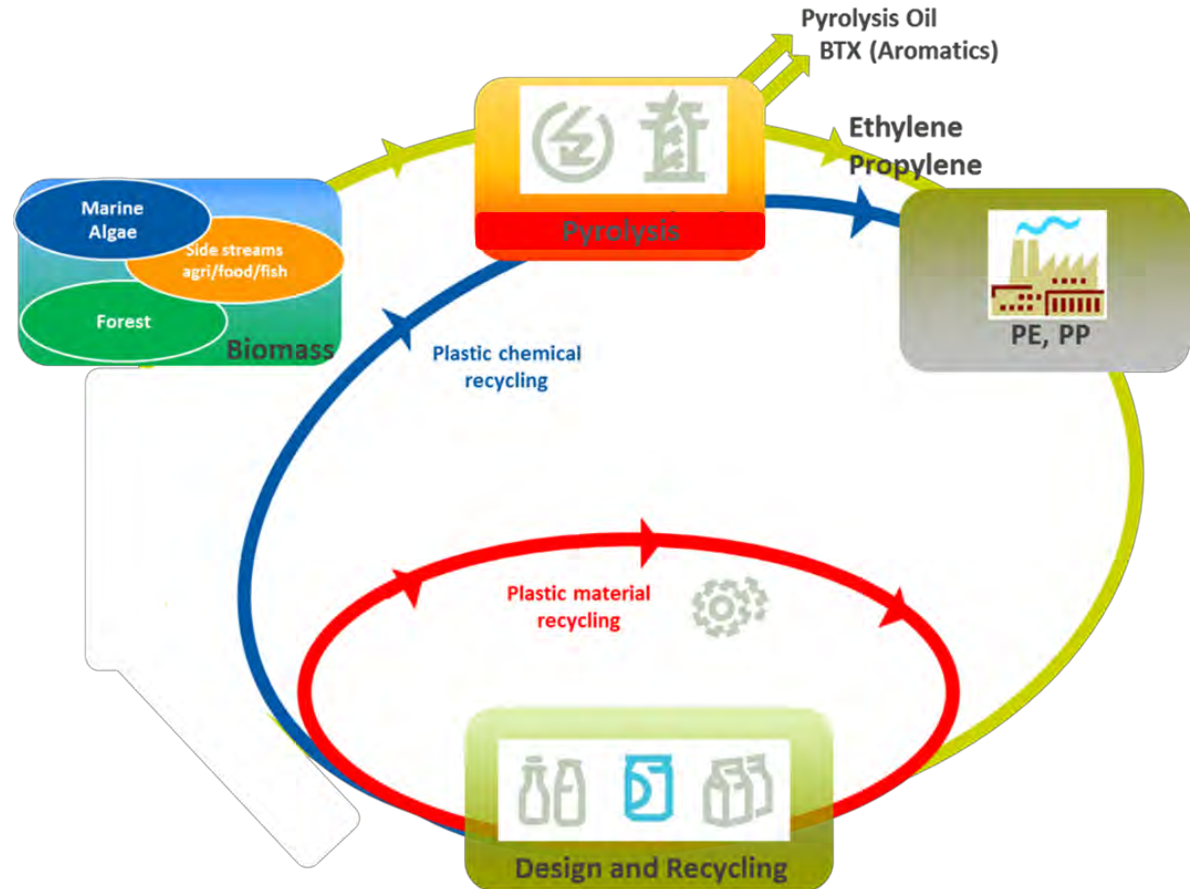 Pyrolysis Oil
BTX (Aromatics)
Ethylene
Propylene
Marine
Algae
Side streams
agri/food/fish
Forest
Biomass
Pyrolysis
PE, PP
Plastic chemical
recycling
Plastic material
recycling
Design and Recycling